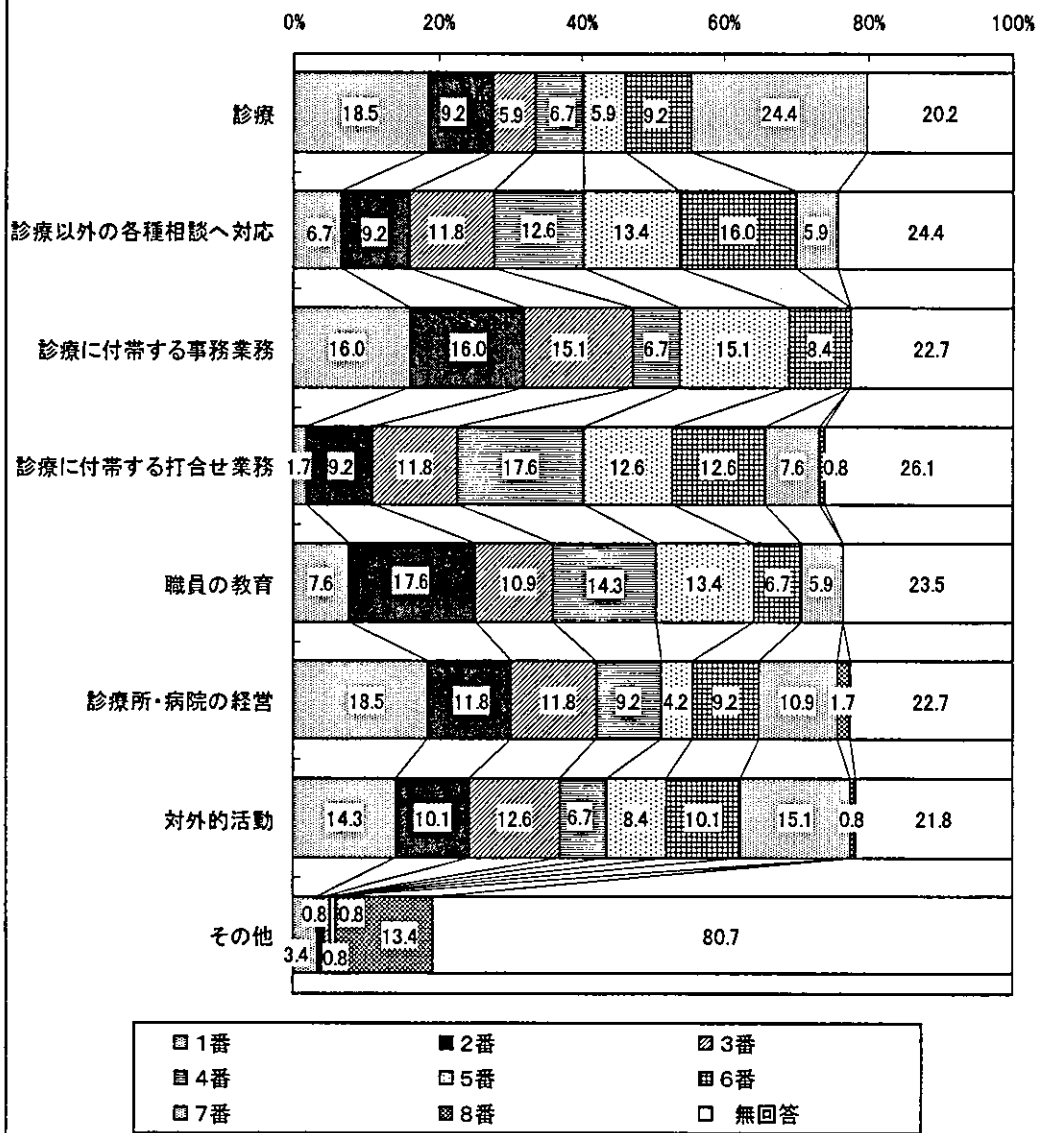 0% 20% 40% 60% 80% 100%
診療 18.5 9.2 5.9 6.7 5.9 9.2 24.4 20.2
診療以外の各種相談へ対応 6.7 9.2 11.8 12.6 13.4 16.0 5.9 24.4
診療に付帯する事務業務 16.0 16.0 15.1 6.7 15.1 8.4 22.7
診療に付帯する打合せ業務 1.7 9.2 11.8 17.6 12.6 12.6 7.6 0.8 26.1
職員の教育 7.6 17.6 10.9 14.3 13.4 6.7 5.9 23.5
診療所・病院の経営 18.5 11.8 11.8 9.2 4.2 9.2 10.9 1.7 22.7
対外的活動 14.3 10.1 12.6 6.7 8.4 10.1 15.1 0.8 21.8
0.8 0.8
その他 13.4 80.7
3.4 0.8
1番 2番 3番
4番 5番 6番
7番 8番 無回答